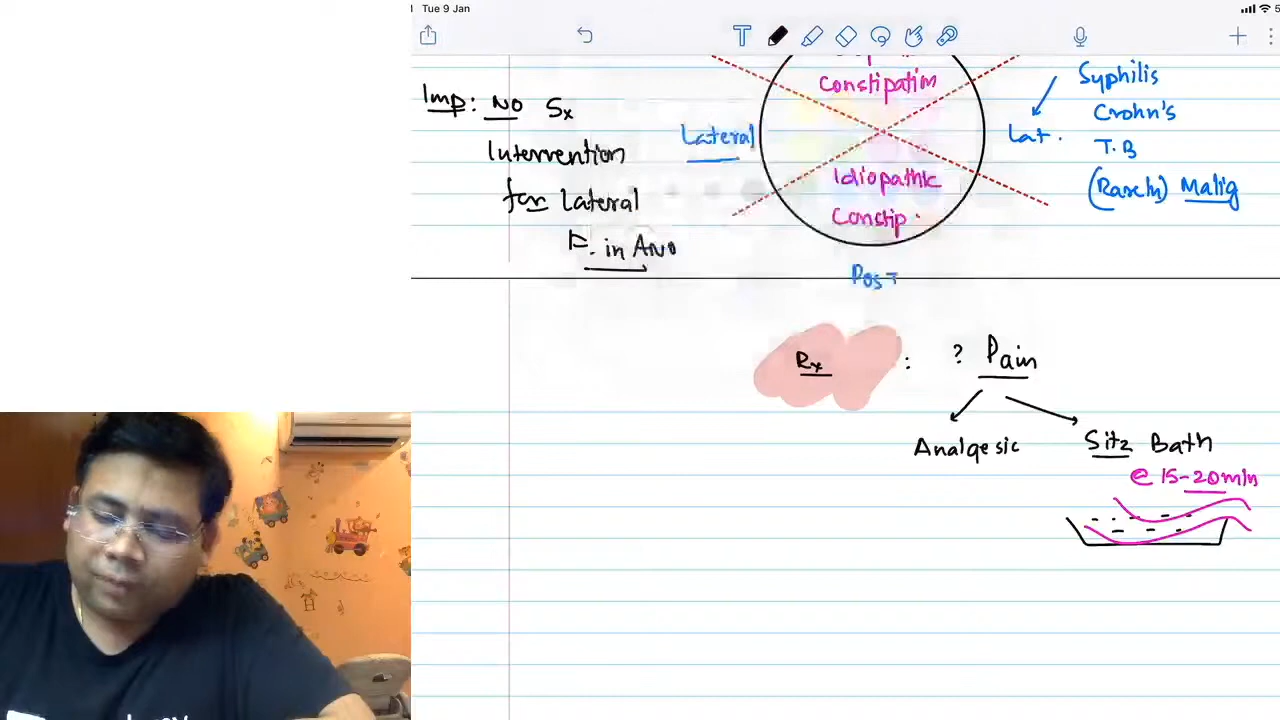 Tue 9 Jan
Imp: NO Sx
Intervention
for Lateral
F. in ANO
Constipation
Lateral
Idiopathic
Constip.
Post
Lat.
Syphilis
Crohn's
T.B
(Rarely) Malig
Rx : ? Pain
Analgesic
Sitz Bath
@ 15-20min